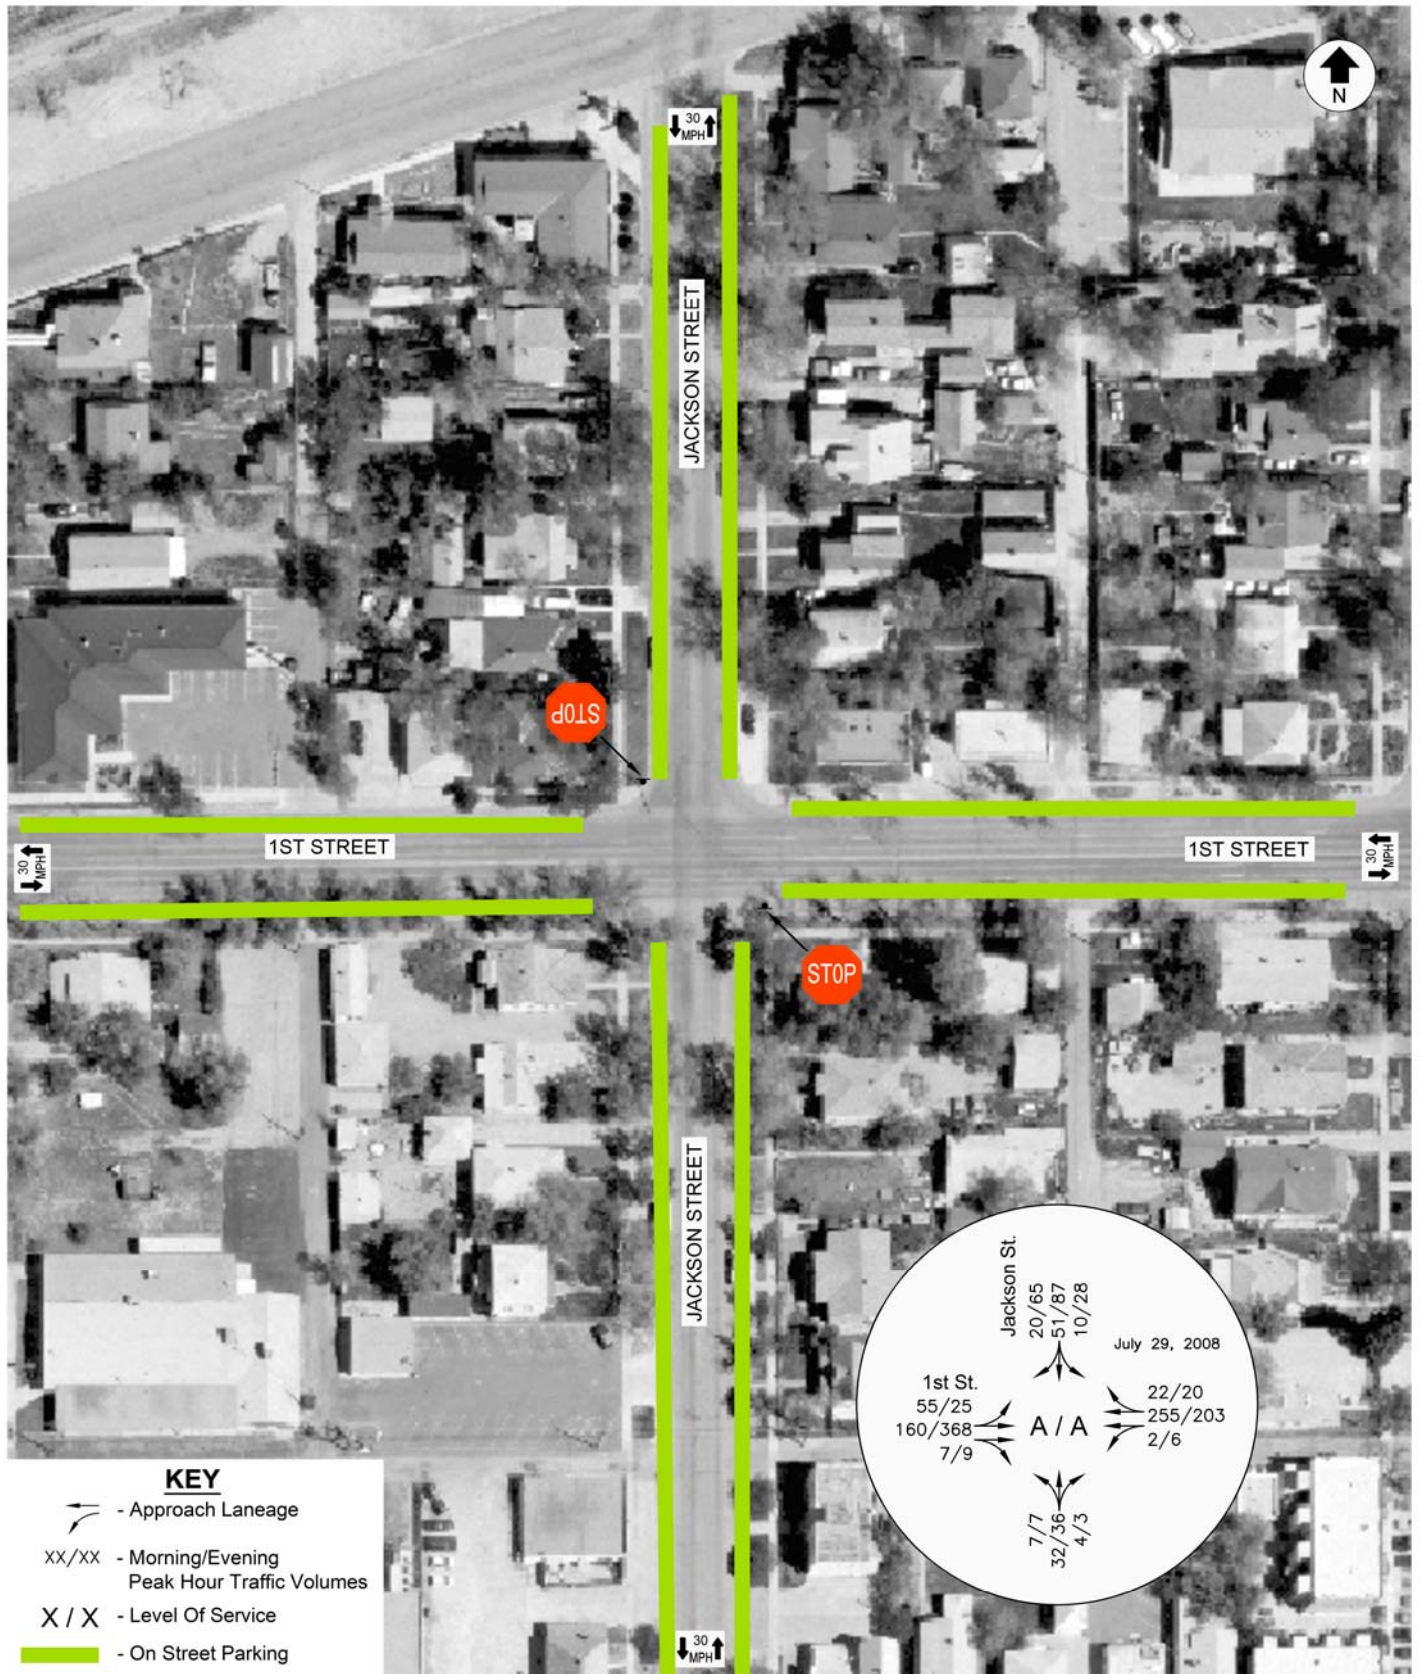 N
30
MPH
JACKSON STREET
STOP
1ST STREET
1ST STREET
30
MPH
30
MPH
STOP
JACKSON STREET
Jackson St.
20/65
51/87
10/28
July 29, 2008
1st St.
55/25
160/368
7/9
A / A
22/20
255/203
2/6
7/7
32/36
4/3
KEY
- Approach Laneage
XX/XX - Morning/Evening
Peak Hour Traffic Volumes
X / X - Level Of Service
- On Street Parking
30
MPH